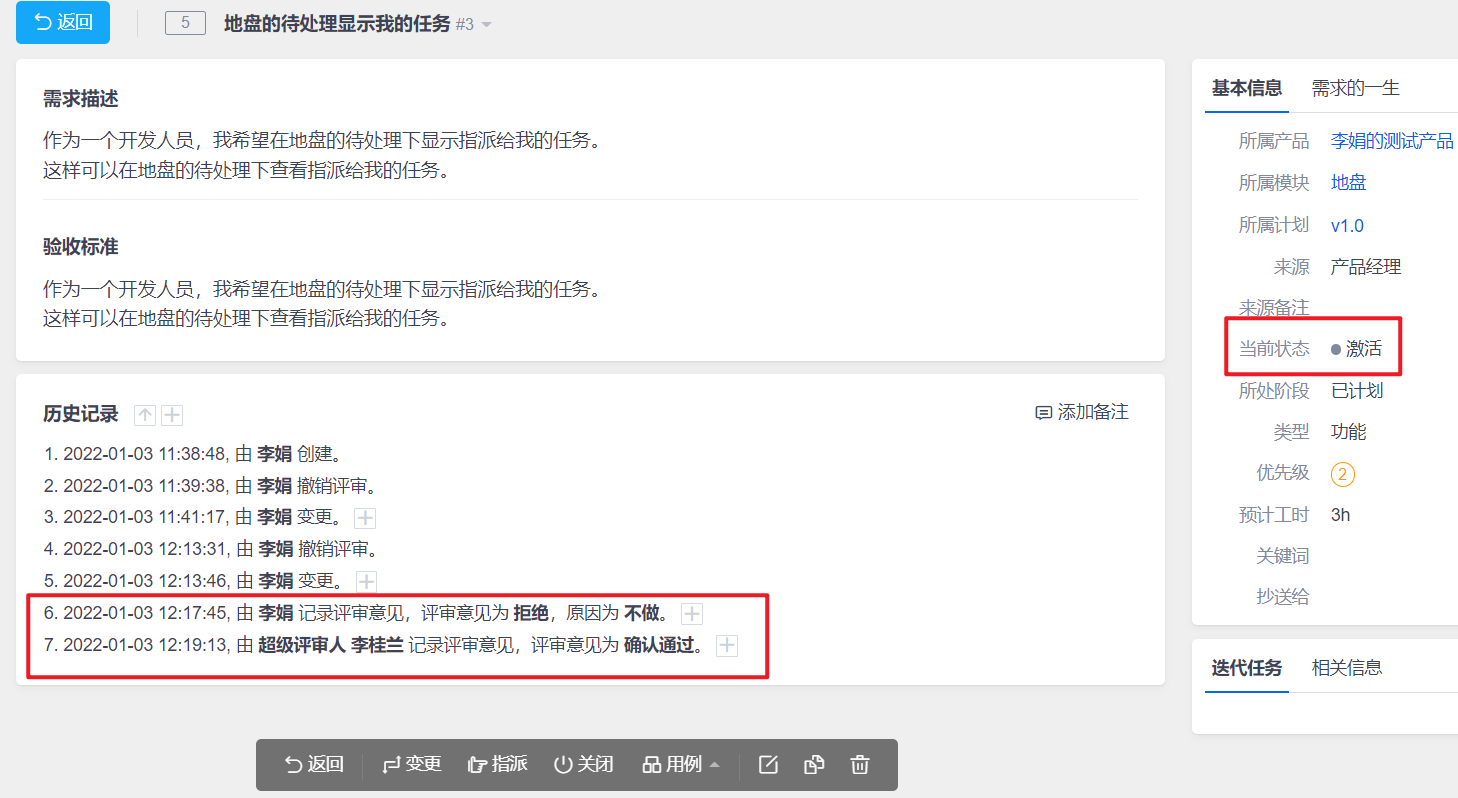 返回
5 地盘的待处理显示我的任务 #3
需求描述
作为一个开发人员，我希望在地盘的待处理下显示指派给我的任务。
这样可以在地盘的待处理下查看指派给我的任务。
验收标准
作为一个开发人员，我希望在地盘的待处理下显示指派给我的任务。
这样可以在地盘的待处理下查看指派给我的任务。
历史记录
添加备注
1. 2022-01-03 11:38:48, 由 李娟 创建。
2. 2022-01-03 11:39:38, 由 李娟 撤销评审。
3. 2022-01-03 11:41:17, 由 李娟 变更。
4. 2022-01-03 12:13:31, 由 李娟 撤销评审。
5. 2022-01-03 12:13:46, 由 李娟 变更。
6. 2022-01-03 12:17:45, 由 李娟 记录评审意见，评审意见为 拒绝，原因为 不做。
7. 2022-01-03 12:19:13, 由 超级评审人 李桂兰 记录评审意见，评审意见为 确认通过。
返回 变更 指派 关闭 用例
基本信息 需求的一生
所属产品 李娟的测试产品
所属模块 地盘
所属计划 v1.0
来源 产品经理
来源备注
当前状态 激活
所处阶段 已计划
类型 功能
优先级 2
预计工时 3h
关键词
抄送给
迭代任务 相关信息